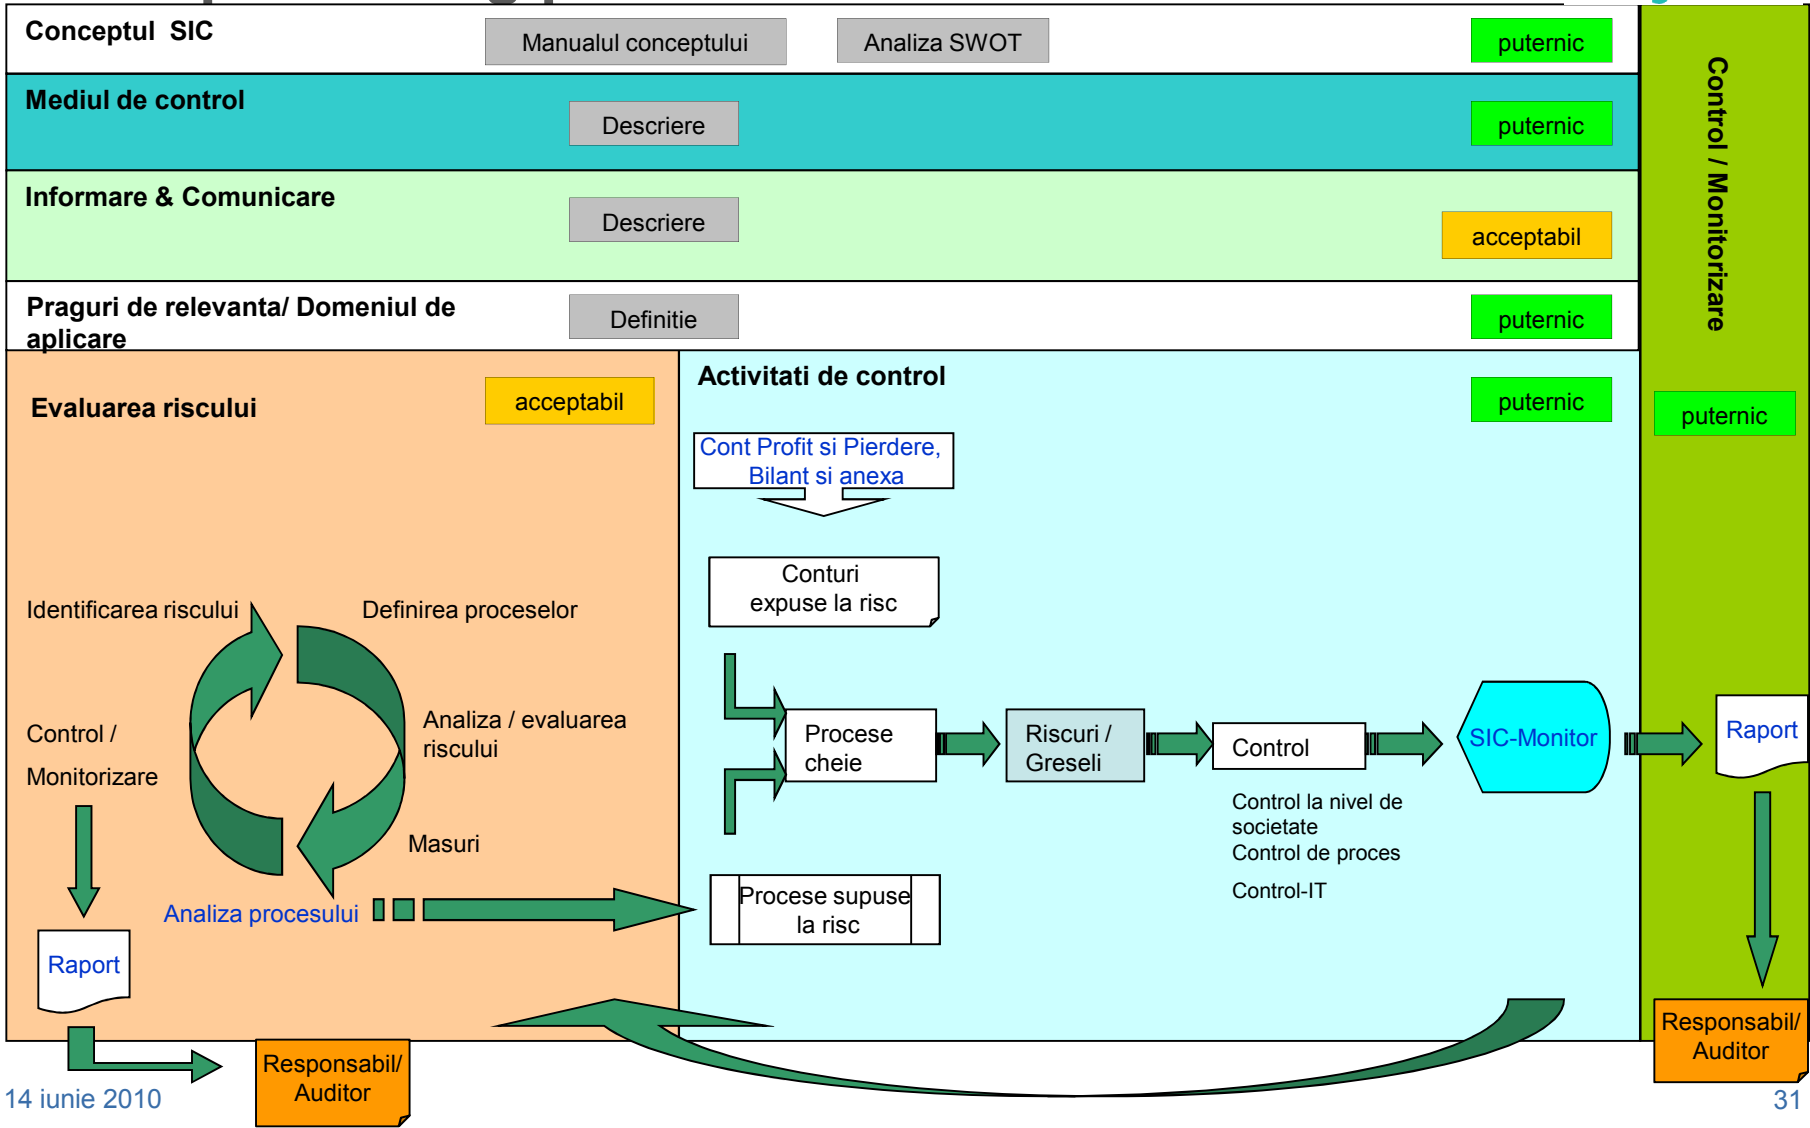 Conceptul SIC
Manualul conceptului
Analiza SWOT
puternic
Mediul de control
Descriere
puternic
Informare & Comunicare
Descriere
acceptabil
Praguri de relevanta/ Domeniul de
aplicare
Definitie
puternic
Control / Monitorizare
puternic
Evaluarea riscului
acceptabil
Identificarea riscului
Definirea proceselor
Analiza / evaluarea
riscului
Masuri
Analiza procesului
Control /
Monitorizare
Raport
Responsabil/
Auditor
Activitati de control
puternic
Cont Profit si Pierdere,
Bilant si anexa
Conturi
expuse la risc
Procese
cheie
Riscuri /
Greseli
Control
SIC-Monitor
Raport
Control la nivel de
societate
Control de proces
Control-IT
Procese supuse
la risc
Responsabil/
Auditor
14 iunie 2010
31